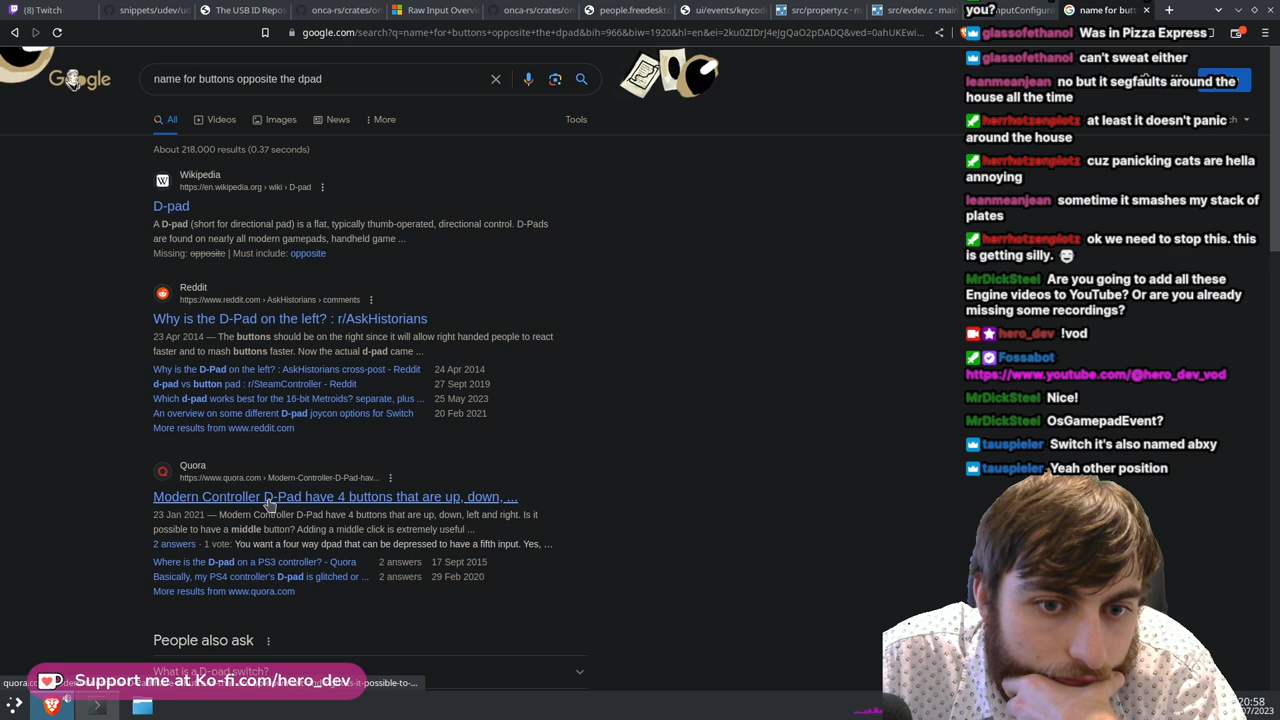 (3) Twitch
snippets/udev/ud
The USB ID Repos
onca-rs/crates/on
Raw Input Overvi
onca-rs/crates/on
people.freedeskto
ui/events/keycod
src/property.c · m
src/evdev.c · main
nputConfigura
name for butt
google.com/search?q=name+for+buttons+opposite+the+dpad&bih=966&biw=1920&hl=en&ei=2ku0ZIDrJ4eJgQaO2pDADg&ved=0ahUKEwi...
name for buttons opposite the dpad
All
Videos
Images
News
More
Tools
About 218.000 results (0.37seconds)
Wikipedia
https://en.wikipedia.org › wiki › D-pad
D-pad
A D-pad (short for directional pad) is a flat, typically thumb-operated, directional control. D-Pads
are found on nearly all modern gamepads, handheld game ...
Missing: opposite | Must include: opposite
Reddit
https://www.reddit.com › AskHistorians › comments
Why is the D-Pad on the left? : r/AskHistorians
23 Apr 2014 — The buttons should be on the right since it will allow right handed people to react
faster and to mash buttons faster. Now the actual d-pad came ...
Why is the D-Pad on the left? : AskHistorians cross-post - Reddit 24 Apr 2014
d-pad vs button pad : r/SteamController - Reddit 27 Sept 2019
Which d-pad works best for the 16-bit Metroids? separate, plus ... 25 May 2023
An overview on some different D-pad joycon options for Switch 20 Feb 2021
More results from www.reddit.com
Quora
https://www.quora.com › Modern-Controller-D-Pad-hav...
Modern Controller D-Pad have 4 buttons that are up, down, ...
23 Jan 2021 — Modern Controller D-Pad have 4 buttons that are up, down, left and right. Is it
possible to have a middle button? Adding a middle click is extremely useful ...
2 answers · 1 vote: You want a four way dpad that can be depressed to have a fifth input. Yes, ...
Where is the D-pad on a PS3 controller? - Quora 2 answers 17 Sept 2015
Basically, my PS4 controller's D-pad is glitched or ... 2 answers 29 Feb 2020
More results from www.quora.com
People also ask
What is a D-pad switch?
Support me at Ko-fi.com/hero_dev
you?
glassofethanol Was in Pizza Express
glassofethanol can't sweat either
leanmeanjean no but it segfaults around the
house all the time
herrhotzenplotz at least it doesn't panic
around the house
herrhotzenplotz cuz panicking cats are hella
annoying
leanmeanjean sometime it smashes my stack of
plates
herrhotzenplotz ok we need to stop this. this
is getting silly.
MrDickSteel Are you going to add all these
Engine videos to YouTube? Or are you already
missing some recordings?
hero_dev !vod
Fossabot
https://www.youtube.com/@hero_dev_vod
MrDickSteel Nice!
MrDickSteel OsGamepadEvent?
tauspieler Switch it's also named abxy
tauspieler Yeah other position
20:58
07/2023